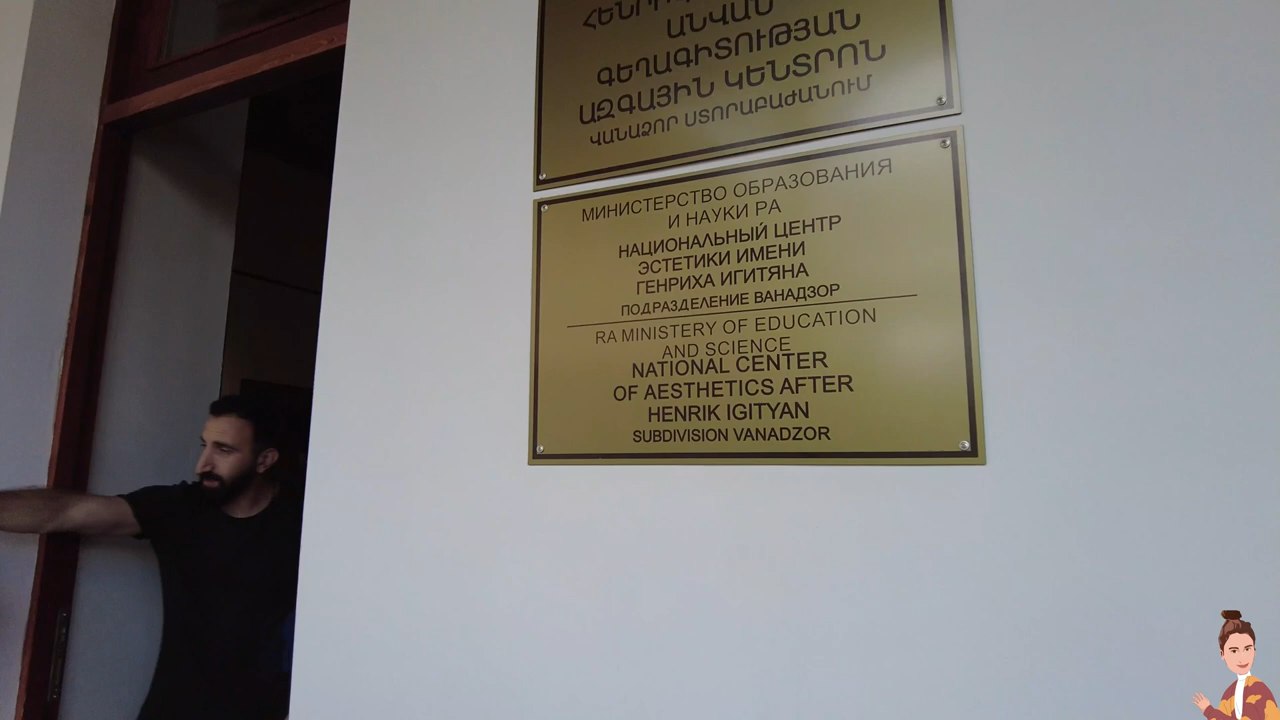 ԱՆՎԱՆ
ԳԵՂԱԳԻՏՈՒԹՅԱՆ
ԱԶԳԱՅԻՆ ԿԵՆՏՐՈՆ
ՎԱՆԱՁՈՐ ՍՏՈՐԱԲԱԺԱՆՈՒՄ
МИНИСТЕРСТВО ОБРАЗОВАНИЯ
И НАУКИ РА
НАЦИОНАЛЬНЫЙ ЦЕНТР
ЭСТЕТИКИ ИМЕНИ
ГЕНРИХА ИГИТЯНА
ПОДРАЗДЕЛЕНИЕ ВАНАДЗОР
RA MINISTERY OF EDUCATION
AND SCIENCE
NATIONAL CENTER
OF AESTHETICS AFTER
HENRIK IGITYAN
SUBDIVISION VANADZOR